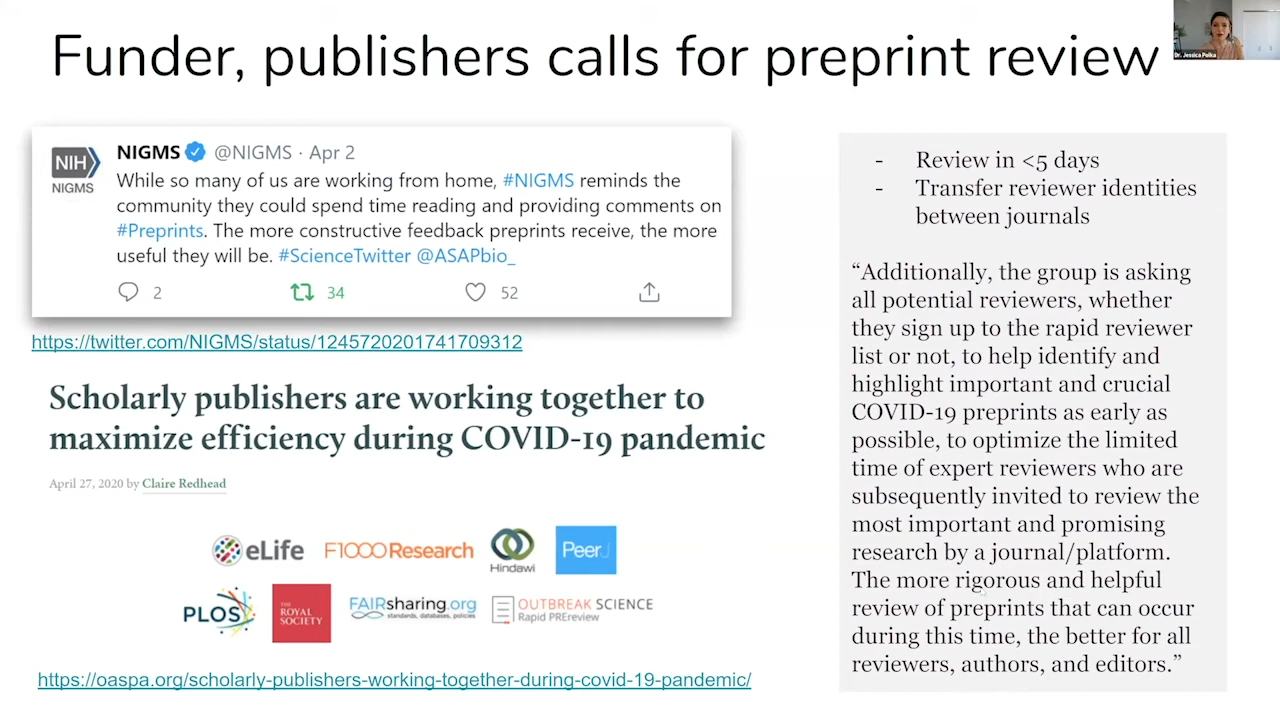 Funder, publishers calls for preprint review
Dr. Jessica Polka
NIH
NIGMS
NIGMS @NIGMS · Apr 2
While so many of us are working from home, #NIGMS reminds the
community they could spend time reading and providing comments on
#Preprints. The more constructive feedback preprints receive, the more
useful they will be. #ScienceTwitter @ASAPbio_
2 34 52
https://twitter.com/NIGMS/status/1245720201741709312
Scholarly publishers are working together to
maximize efficiency during COVID-19 pandemic
April 27, 2020 by Claire Redhead
eLife F1000Research Hindawi PeerJ
PLOS THE ROYAL SOCIETY FAIRsharing.org standards, databases, policies OUTBREAK SCIENCE Rapid PREreview
https://oaspa.org/scholarly-publishers-working-together-during-covid-19-pandemic/
- Review in <5 days
- Transfer reviewer identities
between journals
“Additionally, the group is asking
all potential reviewers, whether
they sign up to the rapid reviewer
list or not, to help identify and
highlight important and crucial
COVID-19 preprints as early as
possible, to optimize the limited
time of expert reviewers who are
subsequently invited to review the
most important and promising
research by a journal/platform.
The more rigorous and helpful
review of preprints that can occur
during this time, the better for all
reviewers, authors, and editors.”